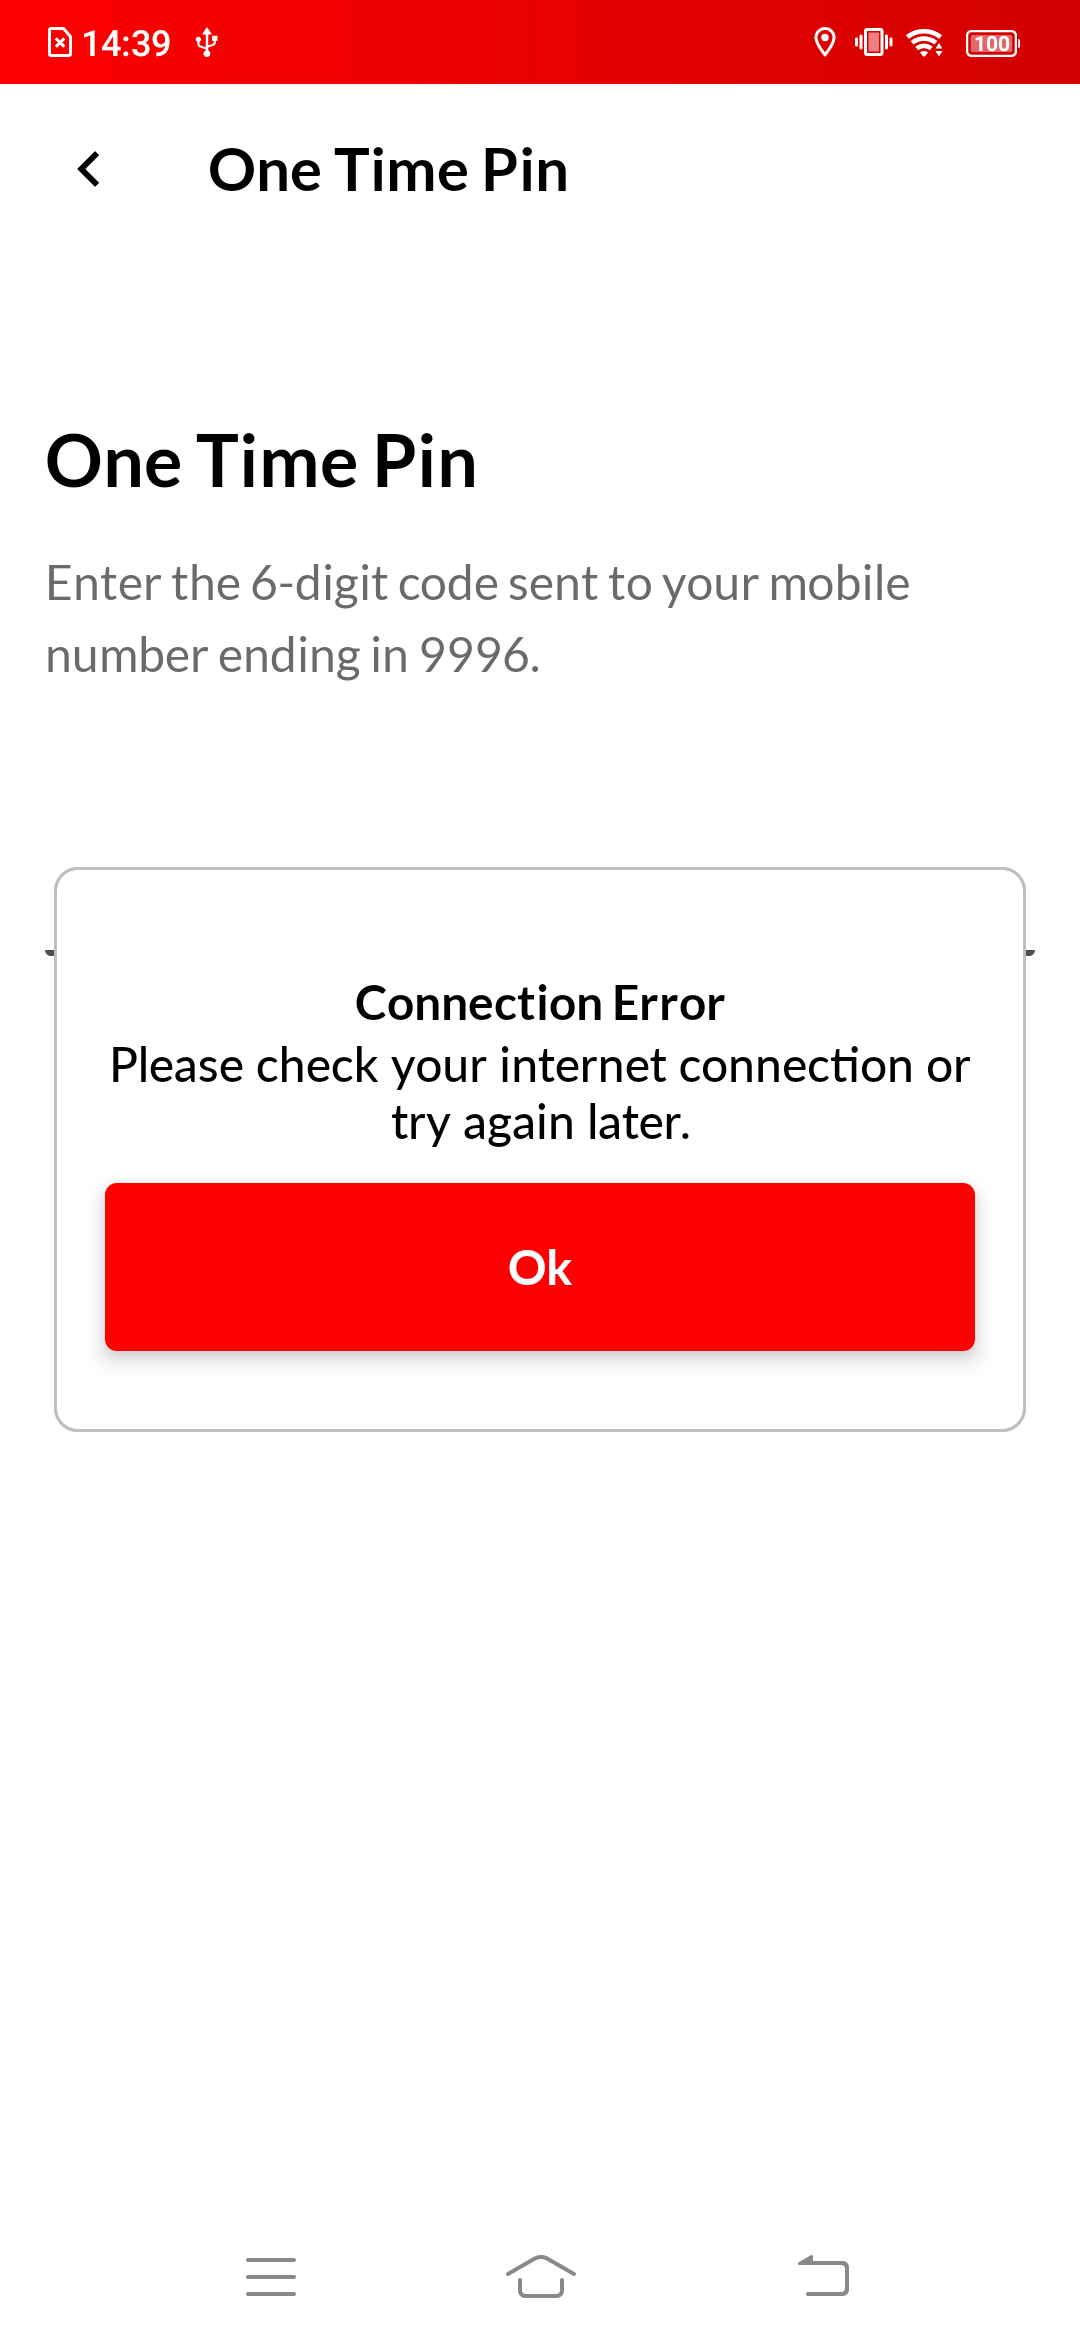 14:39
100
One Time Pin
One Time Pin
Enter the 6-digit code sent to your mobile
number ending in 9996.
Connection Error
Please check your internet connection or
try again later.
Ok